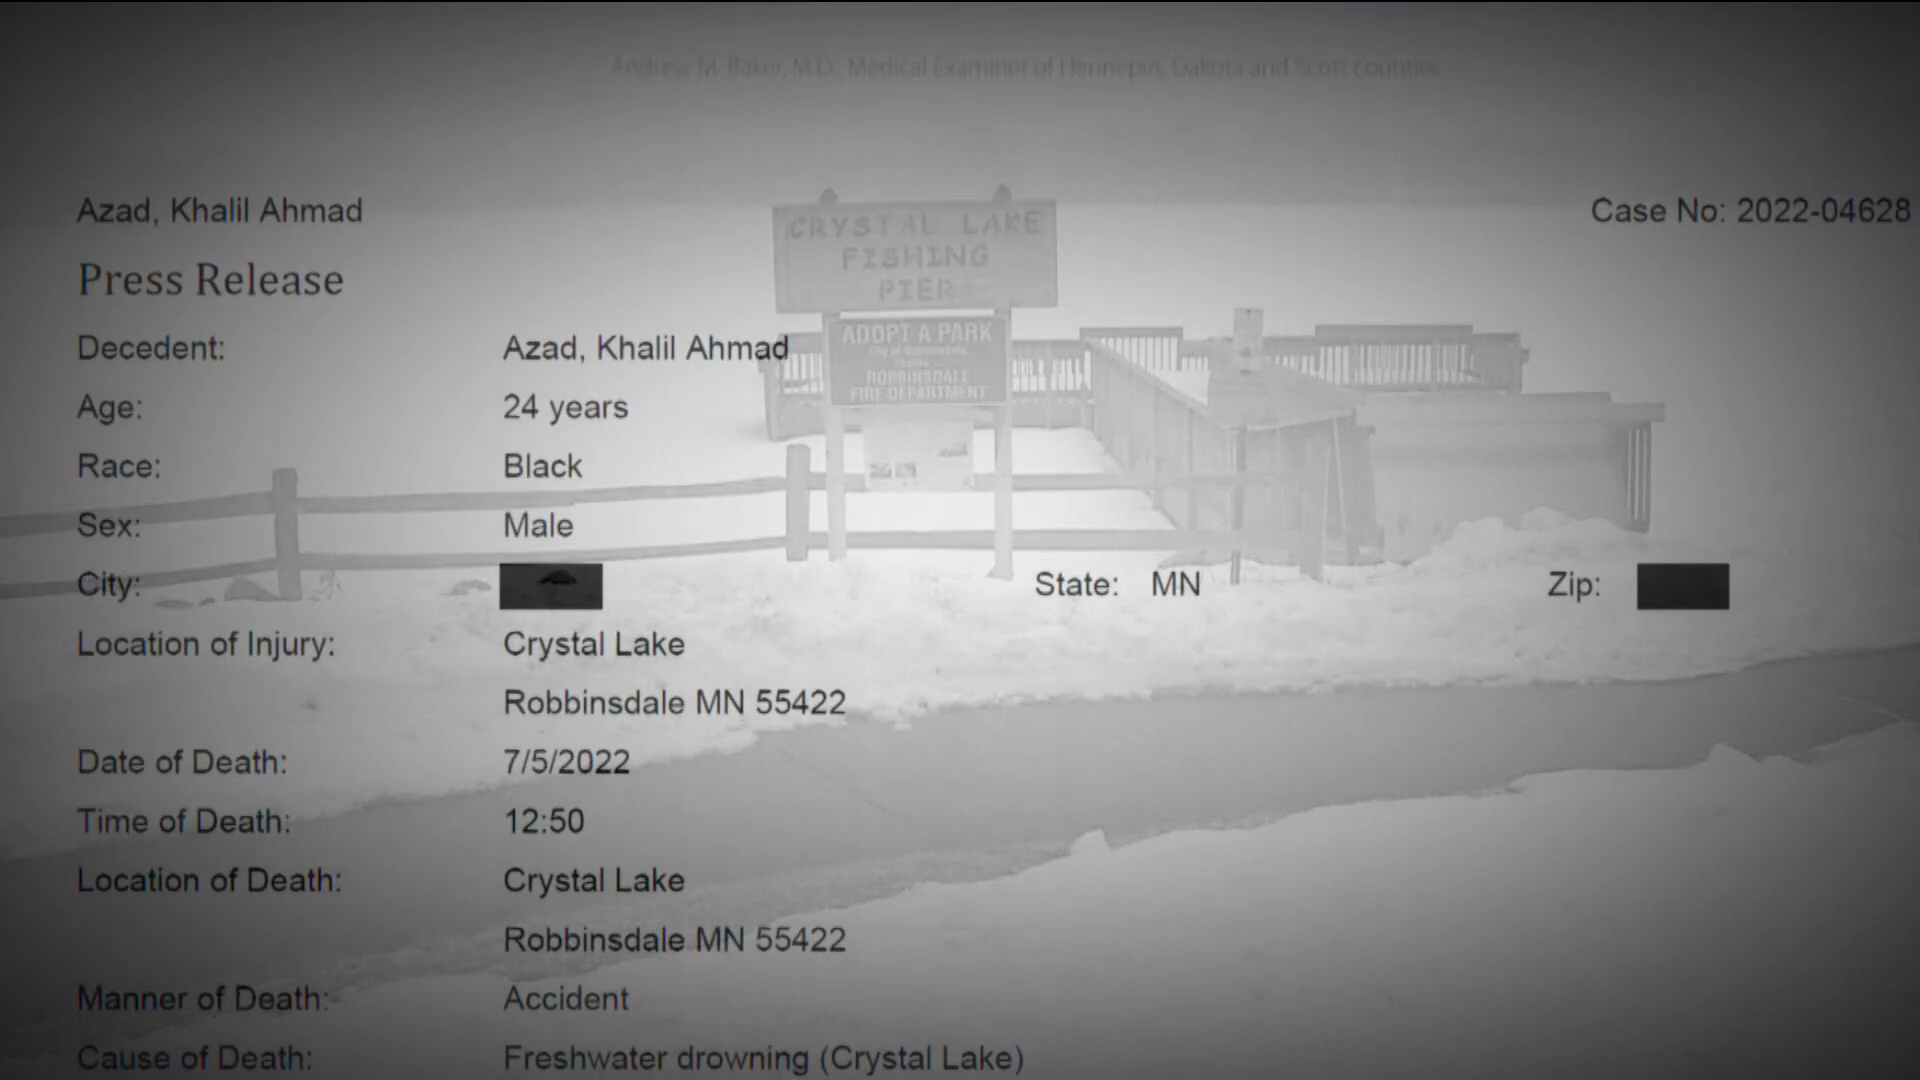 Andrew M. Baker, M.D., Medical Examiner of Hennepin, Dakota and Scott counties
Azad, Khalil Ahmad Case No: 2022-04628
Press Release
CRYSTAL LAKE
FISHING
PIER
ADOPT A PARK
ROBBINSDALE
FIRE DEPARTMENT
Decedent: Azad, Khalil Ahmad
Age: 24 years
Race: Black
Sex: Male
City: State: MN Zip:
Location of Injury: Crystal Lake
Robbinsdale MN 55422
Date of Death: 7/5/2022
Time of Death: 12:50
Location of Death: Crystal Lake
Robbinsdale MN 55422
Manner of Death: Accident
Cause of Death: Freshwater drowning (Crystal Lake)